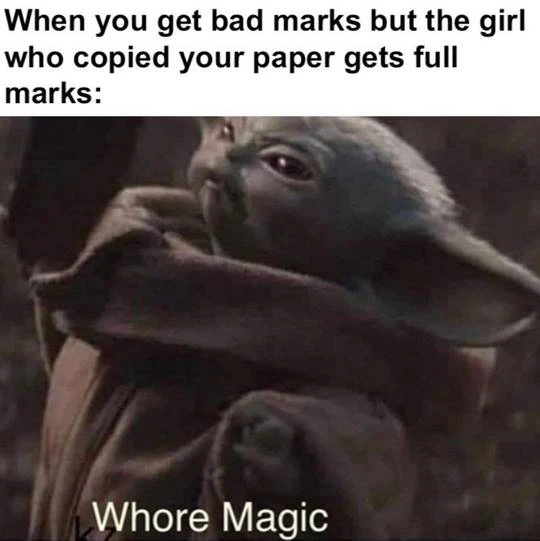 When you get bad marks but the girl
who copied your paper gets full
marks:
Whore Magic